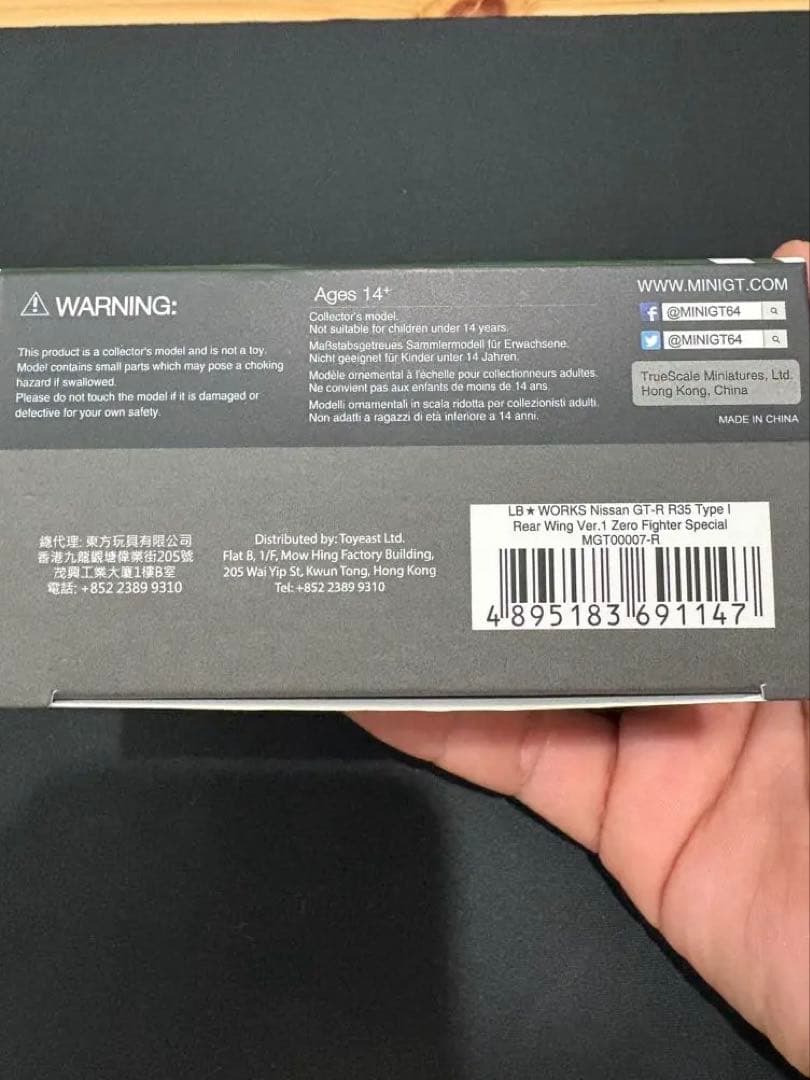 WARNING:
This product is a collector's model and is not a toy.
Model contains small parts which may pose a choking
hazard if swallowed.
Please do not touch the model if it is damaged or
defective for your own safety.
Ages 14+
Collector's model.
Not suitable for children under 14 years.
Maßstabsgetreues Sammlermodell für Erwachsene.
Nicht geeignet für Kinder unter 14 Jahren.
Modèle ornemental à l'échelle pour collectionneurs adultes.
Ne convient pas aux enfants de moins de 14 ans.
Modelli ornamentali in scala ridotta per collezionisti adulti.
Non adatti a ragazzi di età inferiore a 14 anni.
WWW.MINIGT.COM
f @MINIGT64
@MINIGT64
TrueScale Miniatures, Ltd.
Hong Kong, China
MADE IN CHINA
總代理: 東方玩具有限公司
香港九龍觀塘偉業街205號
茂興工業大廈1樓B室
電話: +852 2389 9310
Distributed by: Toyeast Ltd.
Flat B, 1/F, Mow Hing Factory Building,
205 Wai Yip St, Kwun Tong, Hong Kong
Tel: +852 2389 9310
LB★WORKS Nissan GT-R R35 Type I
Rear Wing Ver.1 Zero Fighter Special
MGT00007-R
4 895183 691147